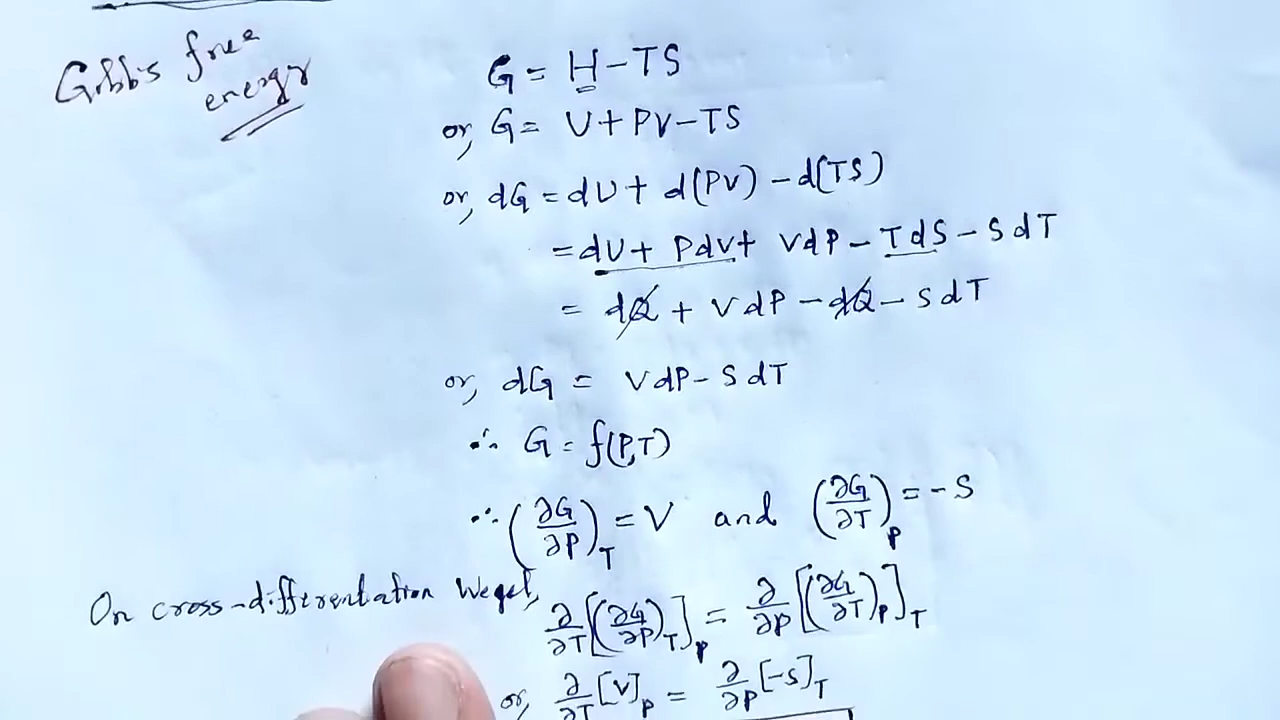 Gibb's free
energy
G = H - TS
or, G = U + PV - TS
or, dG = dU + d(PV) - d(TS)
= dU + PdV + VdP - TdS - SdT
= dQ + VdP - dQ - SdT
or, dG = VdP - SdT
∴ G = f(P,T)
∴ (∂G/∂P)_T = V and (∂G/∂T)_P = -S
On cross-differentation we get, ∂/∂T[(∂G/∂P)_T]_P = ∂/∂P[(∂G/∂T)_P]_T
or, ∂/∂T[V]_P = ∂/∂P[-S]_T